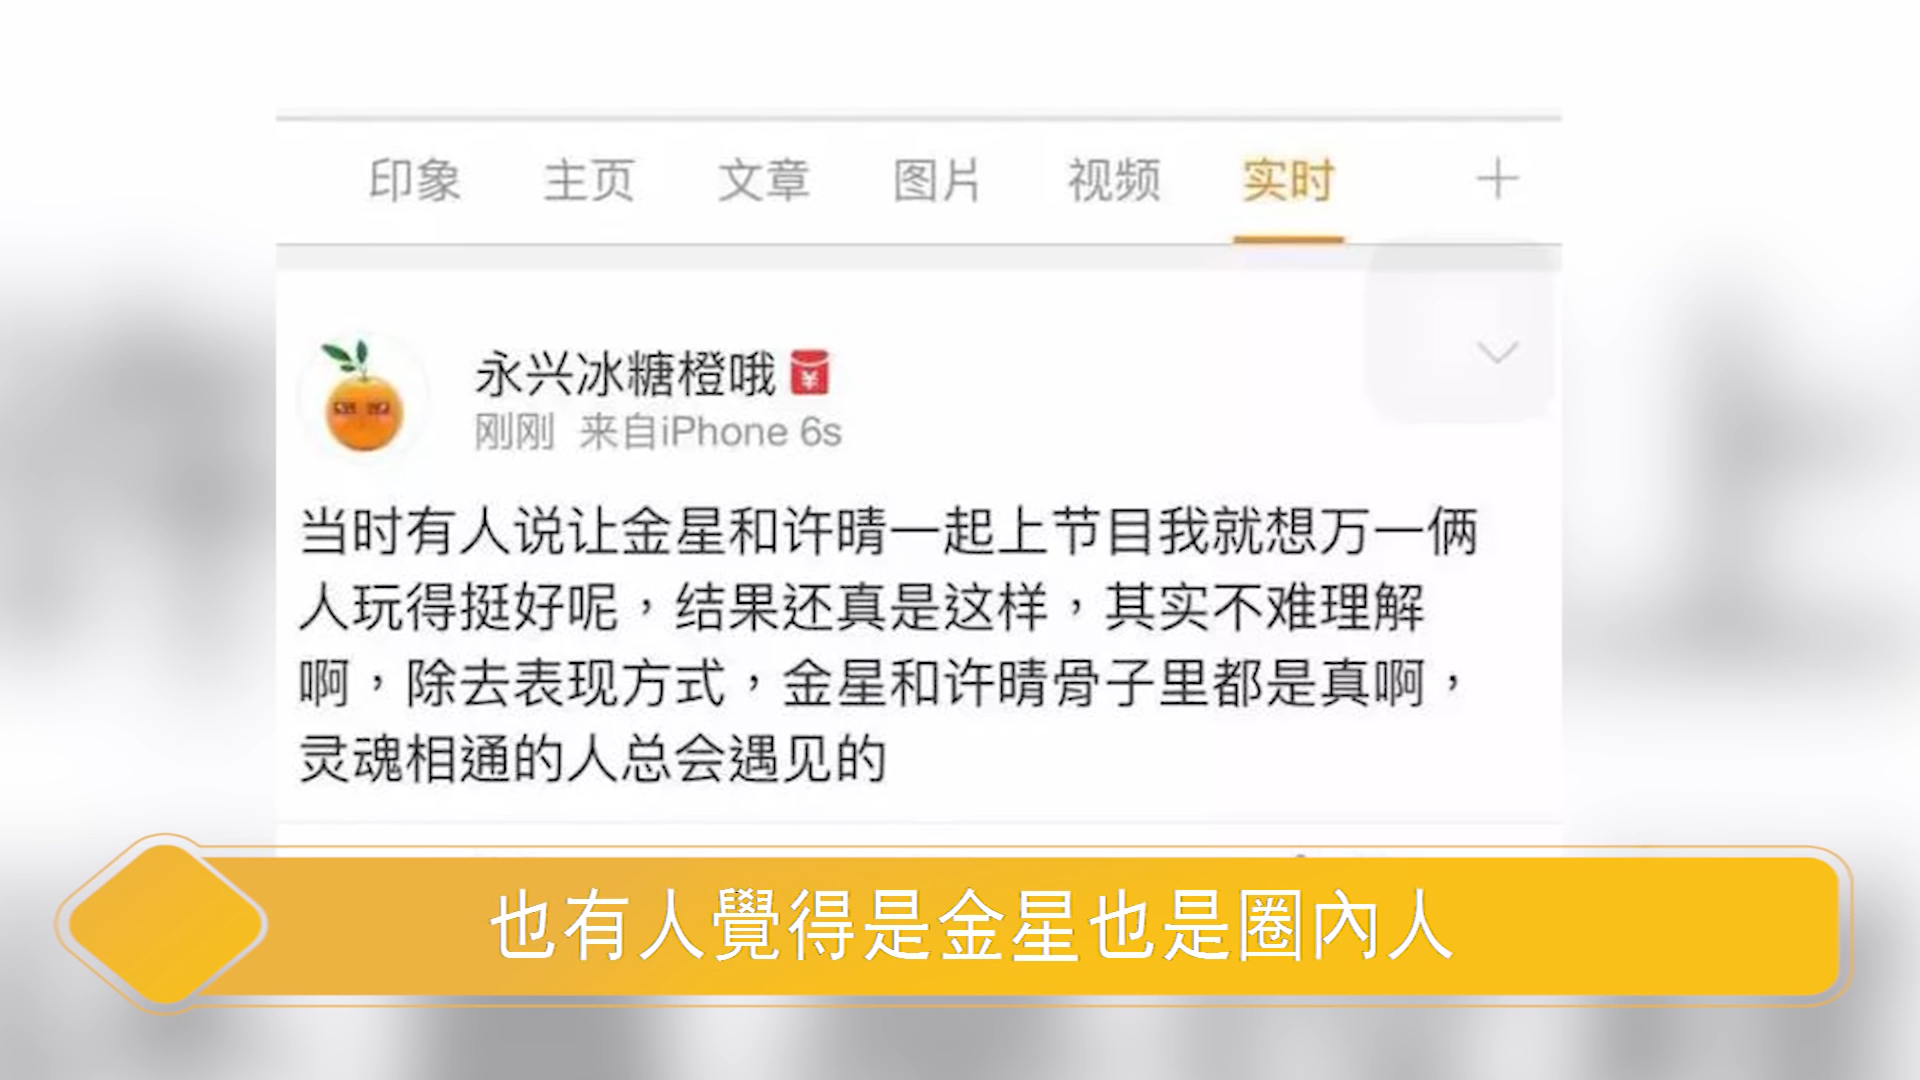 印象 主页 文章 图片 视频 实时 +
永兴冰糖橙哦
刚刚 来自iPhone 6s
当时有人说让金星和许晴一起上节目我就想万一俩
人玩得挺好呢，结果还真是这样，其实不难理解
啊，除去表现方式，金星和许晴骨子里都是真啊，
灵魂相通的人总会遇见的
也有人覺得是金星也是圈內人